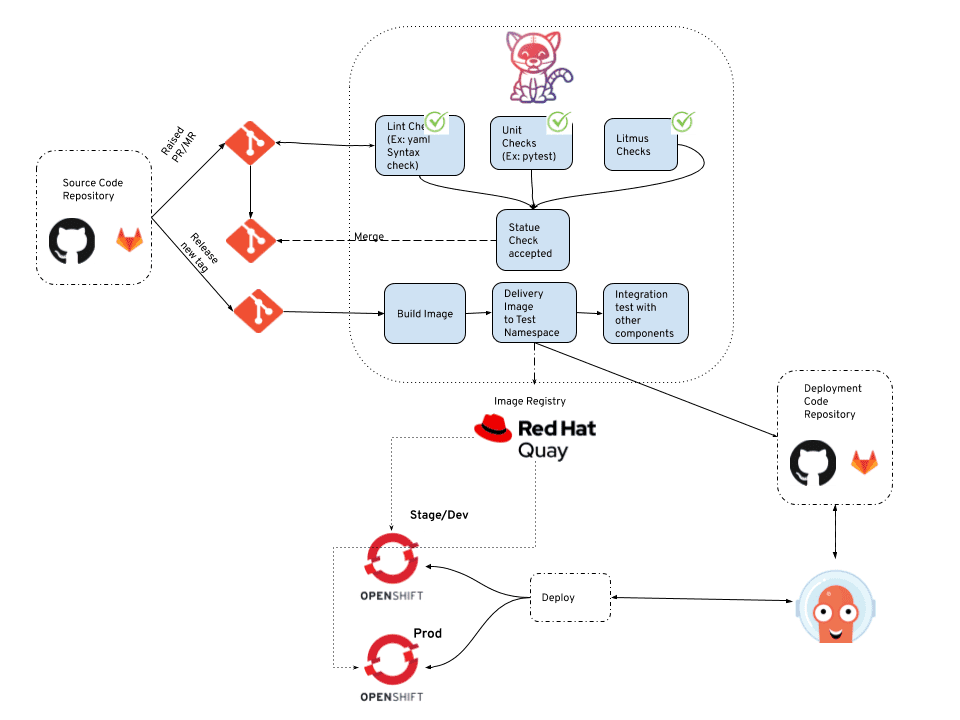 Raised
PR/MR
Source Code
Repository
Release
new tag
Lint Che
(Ex: yaml
Syntax
check)
Unit
Checks
(Ex: pytest)
Litmus
Checks
Merge
Statue
Check
accepted
Build Image
Delivery
Image
to Test
Namespace
Integration
test with
other
components
Image Registry
Red Hat
Quay
Deployment
Code
Repository
Stage/Dev
OPENSHIFT
Deploy
Prod
OPENSHIFT